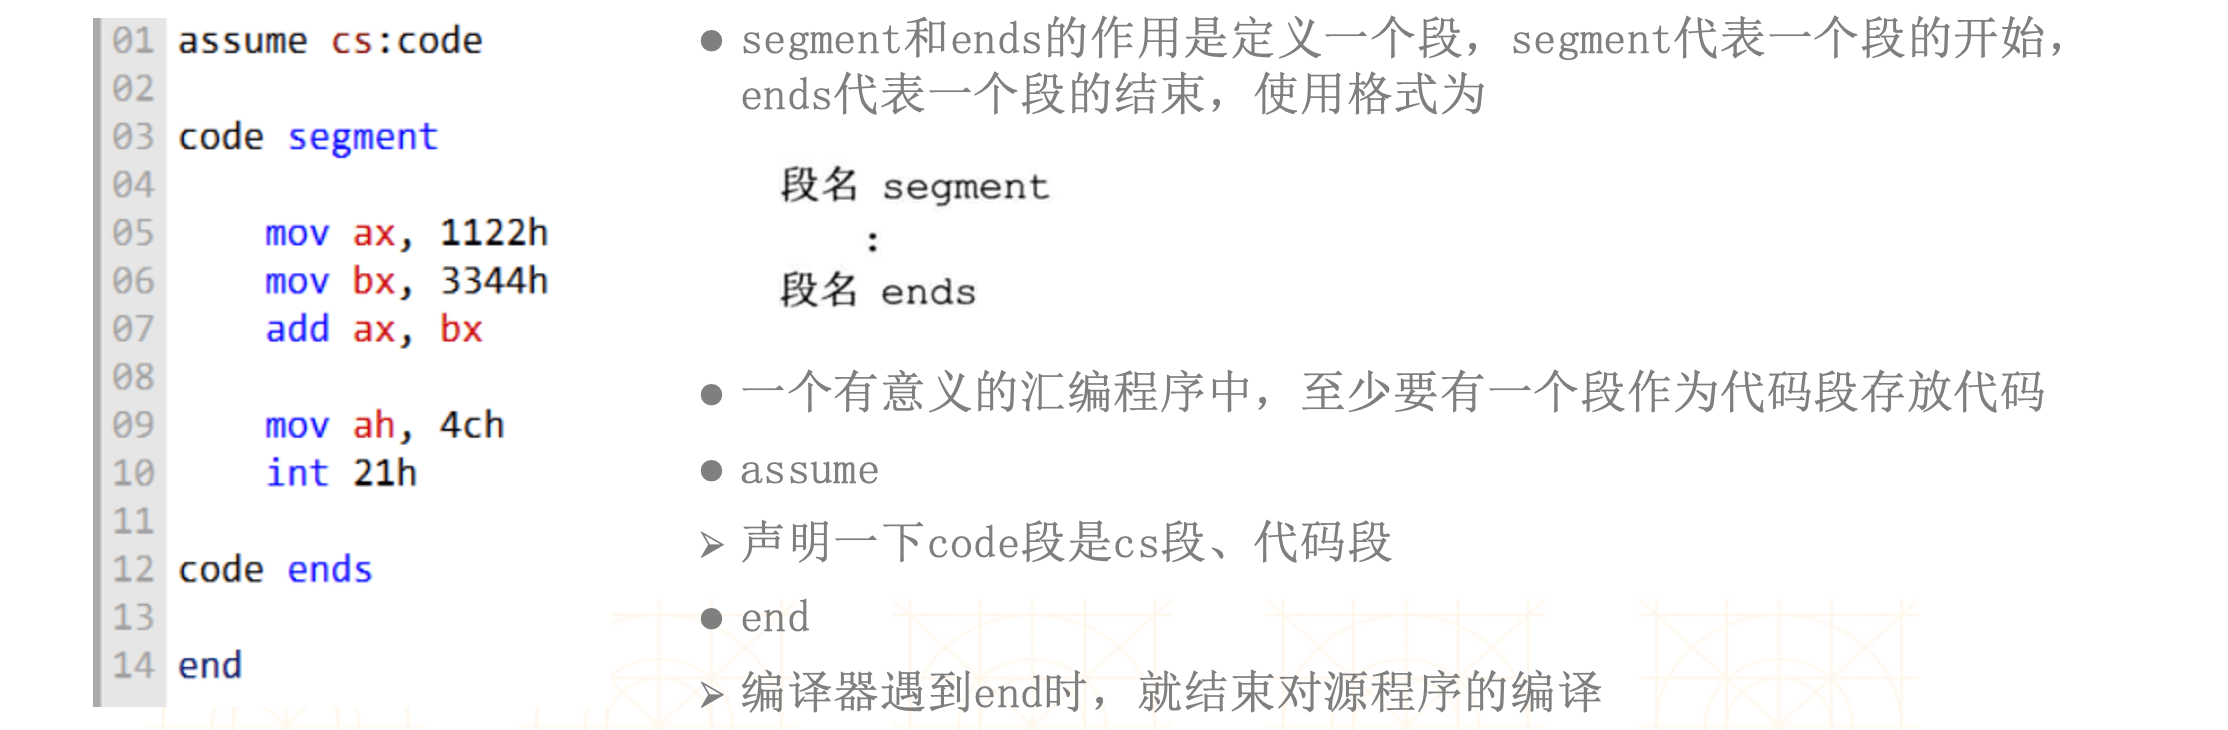 01 assume cs:code
02
03 code segment
04
05 mov ax, 1122h
06 mov bx, 3344h
07 add ax, bx
08
09 mov ah, 4ch
10 int 21h
11
12 code ends
13
14 end
● segment和ends的作用是定义一个段，segment代表一个段的开始，
ends代表一个段的结束，使用格式为
段名 segment
:
段名 ends
● 一个有意义的汇编程序中，至少要有一个段作为代码段存放代码
● assume
➢ 声明一下code段是cs段、代码段
● end
➢ 编译器遇到end时，就结束对源程序的编译